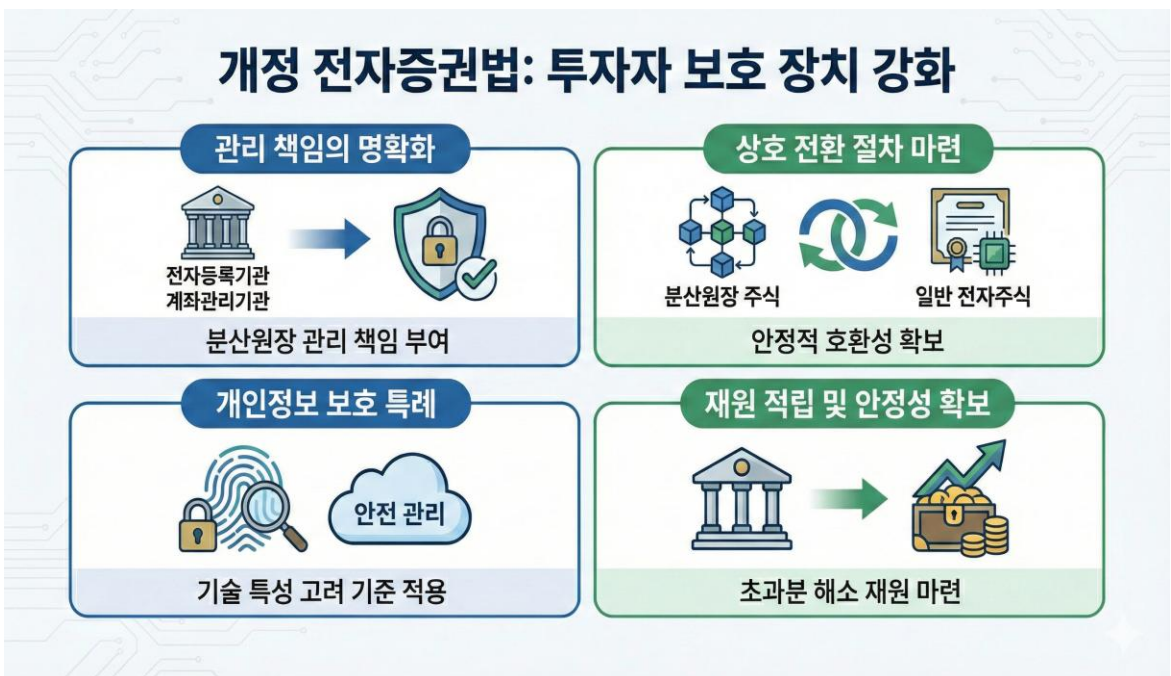 개정 전자증권법: 투자자 보호 장치 강화
관리 책임의 명확화
전자등록기관
계좌관리기관
분산원장 관리 책임 부여
상호 전환 절차 마련
분산원장 주식
일반 전자주식
안정적 호환성 확보
개인정보 보호 특례
안전 관리
기술 특성 고려 기준 적용
재원 적립 및 안정성 확보
초과분 해소 재원 마련